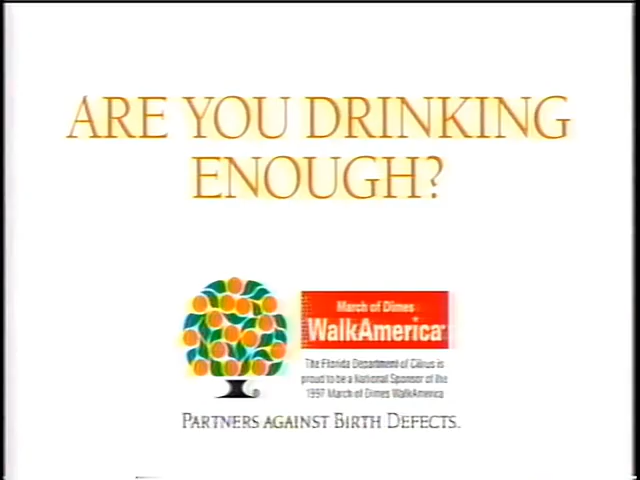 ARE YOU DRINKING
ENOUGH?
March of Dimes
WalkAmerica
The Florida Department of Citrus is
proud to be a National Sponsor of the
1997 March of Dimes WalkAmerica
®
PARTNERS AGAINST BIRTH DEFECTS.